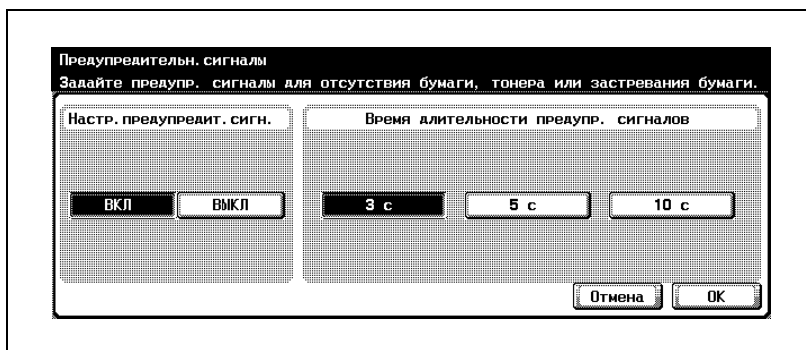 Предупредительн. сигналы
Задайте предупр. сигналы для отсутствия бумаги, тонера или застревания бумаги.
Настр. предупредит. сигн.
Время длительности предупр. сигналов
ВКЛ ВЫКЛ 3 с 5 с 10 с
Отмена OK